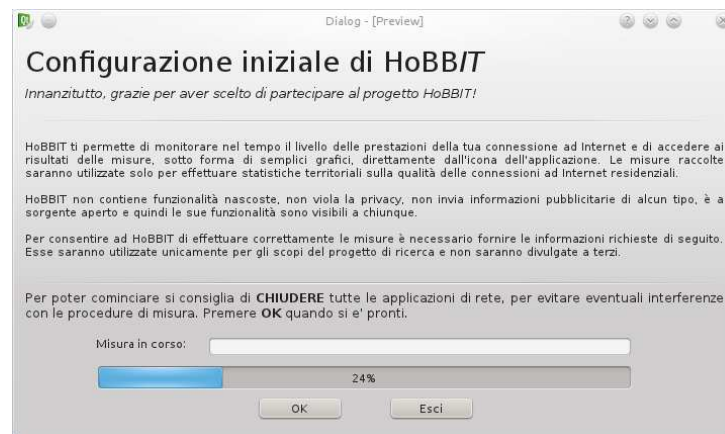 Dialog - [Preview]
Configurazione iniziale di HoBBIT
Innanzitutto, grazie per aver scelto di partecipare al progetto HoBBIT!
HoBBIT ti permette di monitorare nel tempo il livello delle prestazioni della tua connessione ad Internet e di accedere ai
risultati delle misure, sotto forma di semplici grafici, direttamente dall'icona dell'applicazione. Le misure raccolte
saranno utilizzate solo per effettuare statistiche territoriali sulla qualità delle connessioni ad Internet residenziali.
HoBBIT non contiene funzionalità nascoste, non viola la privacy, non invia informazioni pubblicitarie di alcun tipo, è a
sorgente aperto e quindi le sue funzionalità sono visibili a chiunque.
Per consentire ad HoBBIT di effettuare correttamente le misure è necessario fornire le informazioni richieste di seguito.
Esse saranno utilizzate unicamente per gli scopi del progetto di ricerca e non saranno divulgate a terzi.
Per poter cominciare si consiglia di CHIUDERE tutte le applicazioni di rete, per evitare eventuali interferenze
con le procedure di misura. Premere OK quando si e' pronti.
Misura in corso:
24%
OK Esci